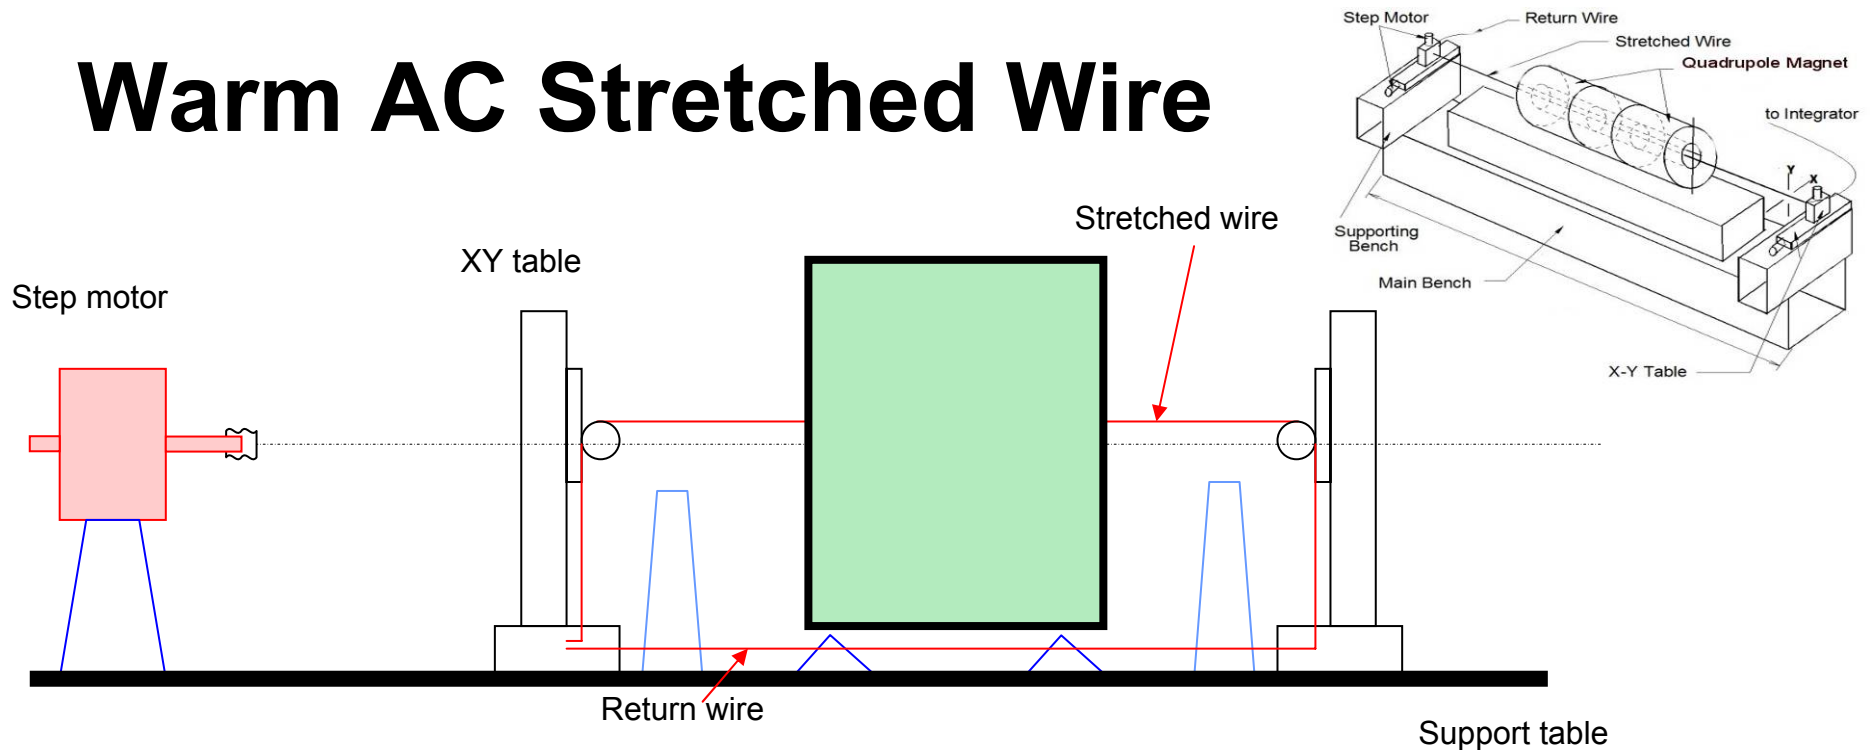 Warm AC Stretched Wire
Step Motor
Return Wire
Stretched Wire
Quadrupole Magnet
to Integrator
Y
X
Supporting
Bench
Main Bench
X-Y Table
Stretched wire
XY table
Step motor
Return wire
Support table